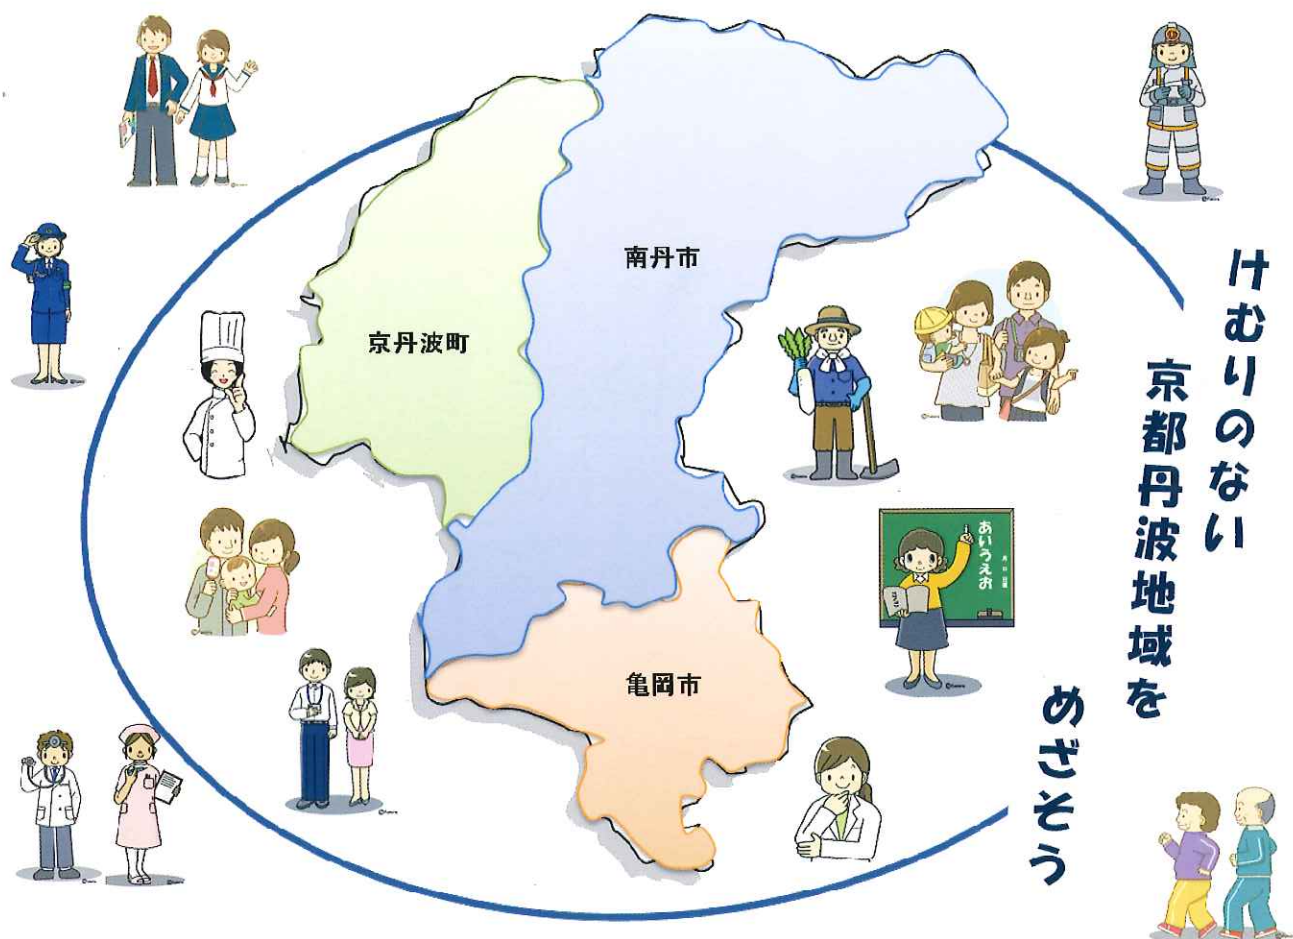 けむりのない
京都丹波地域を
めざそう
南丹市
京丹波町
亀岡市
あいうえお